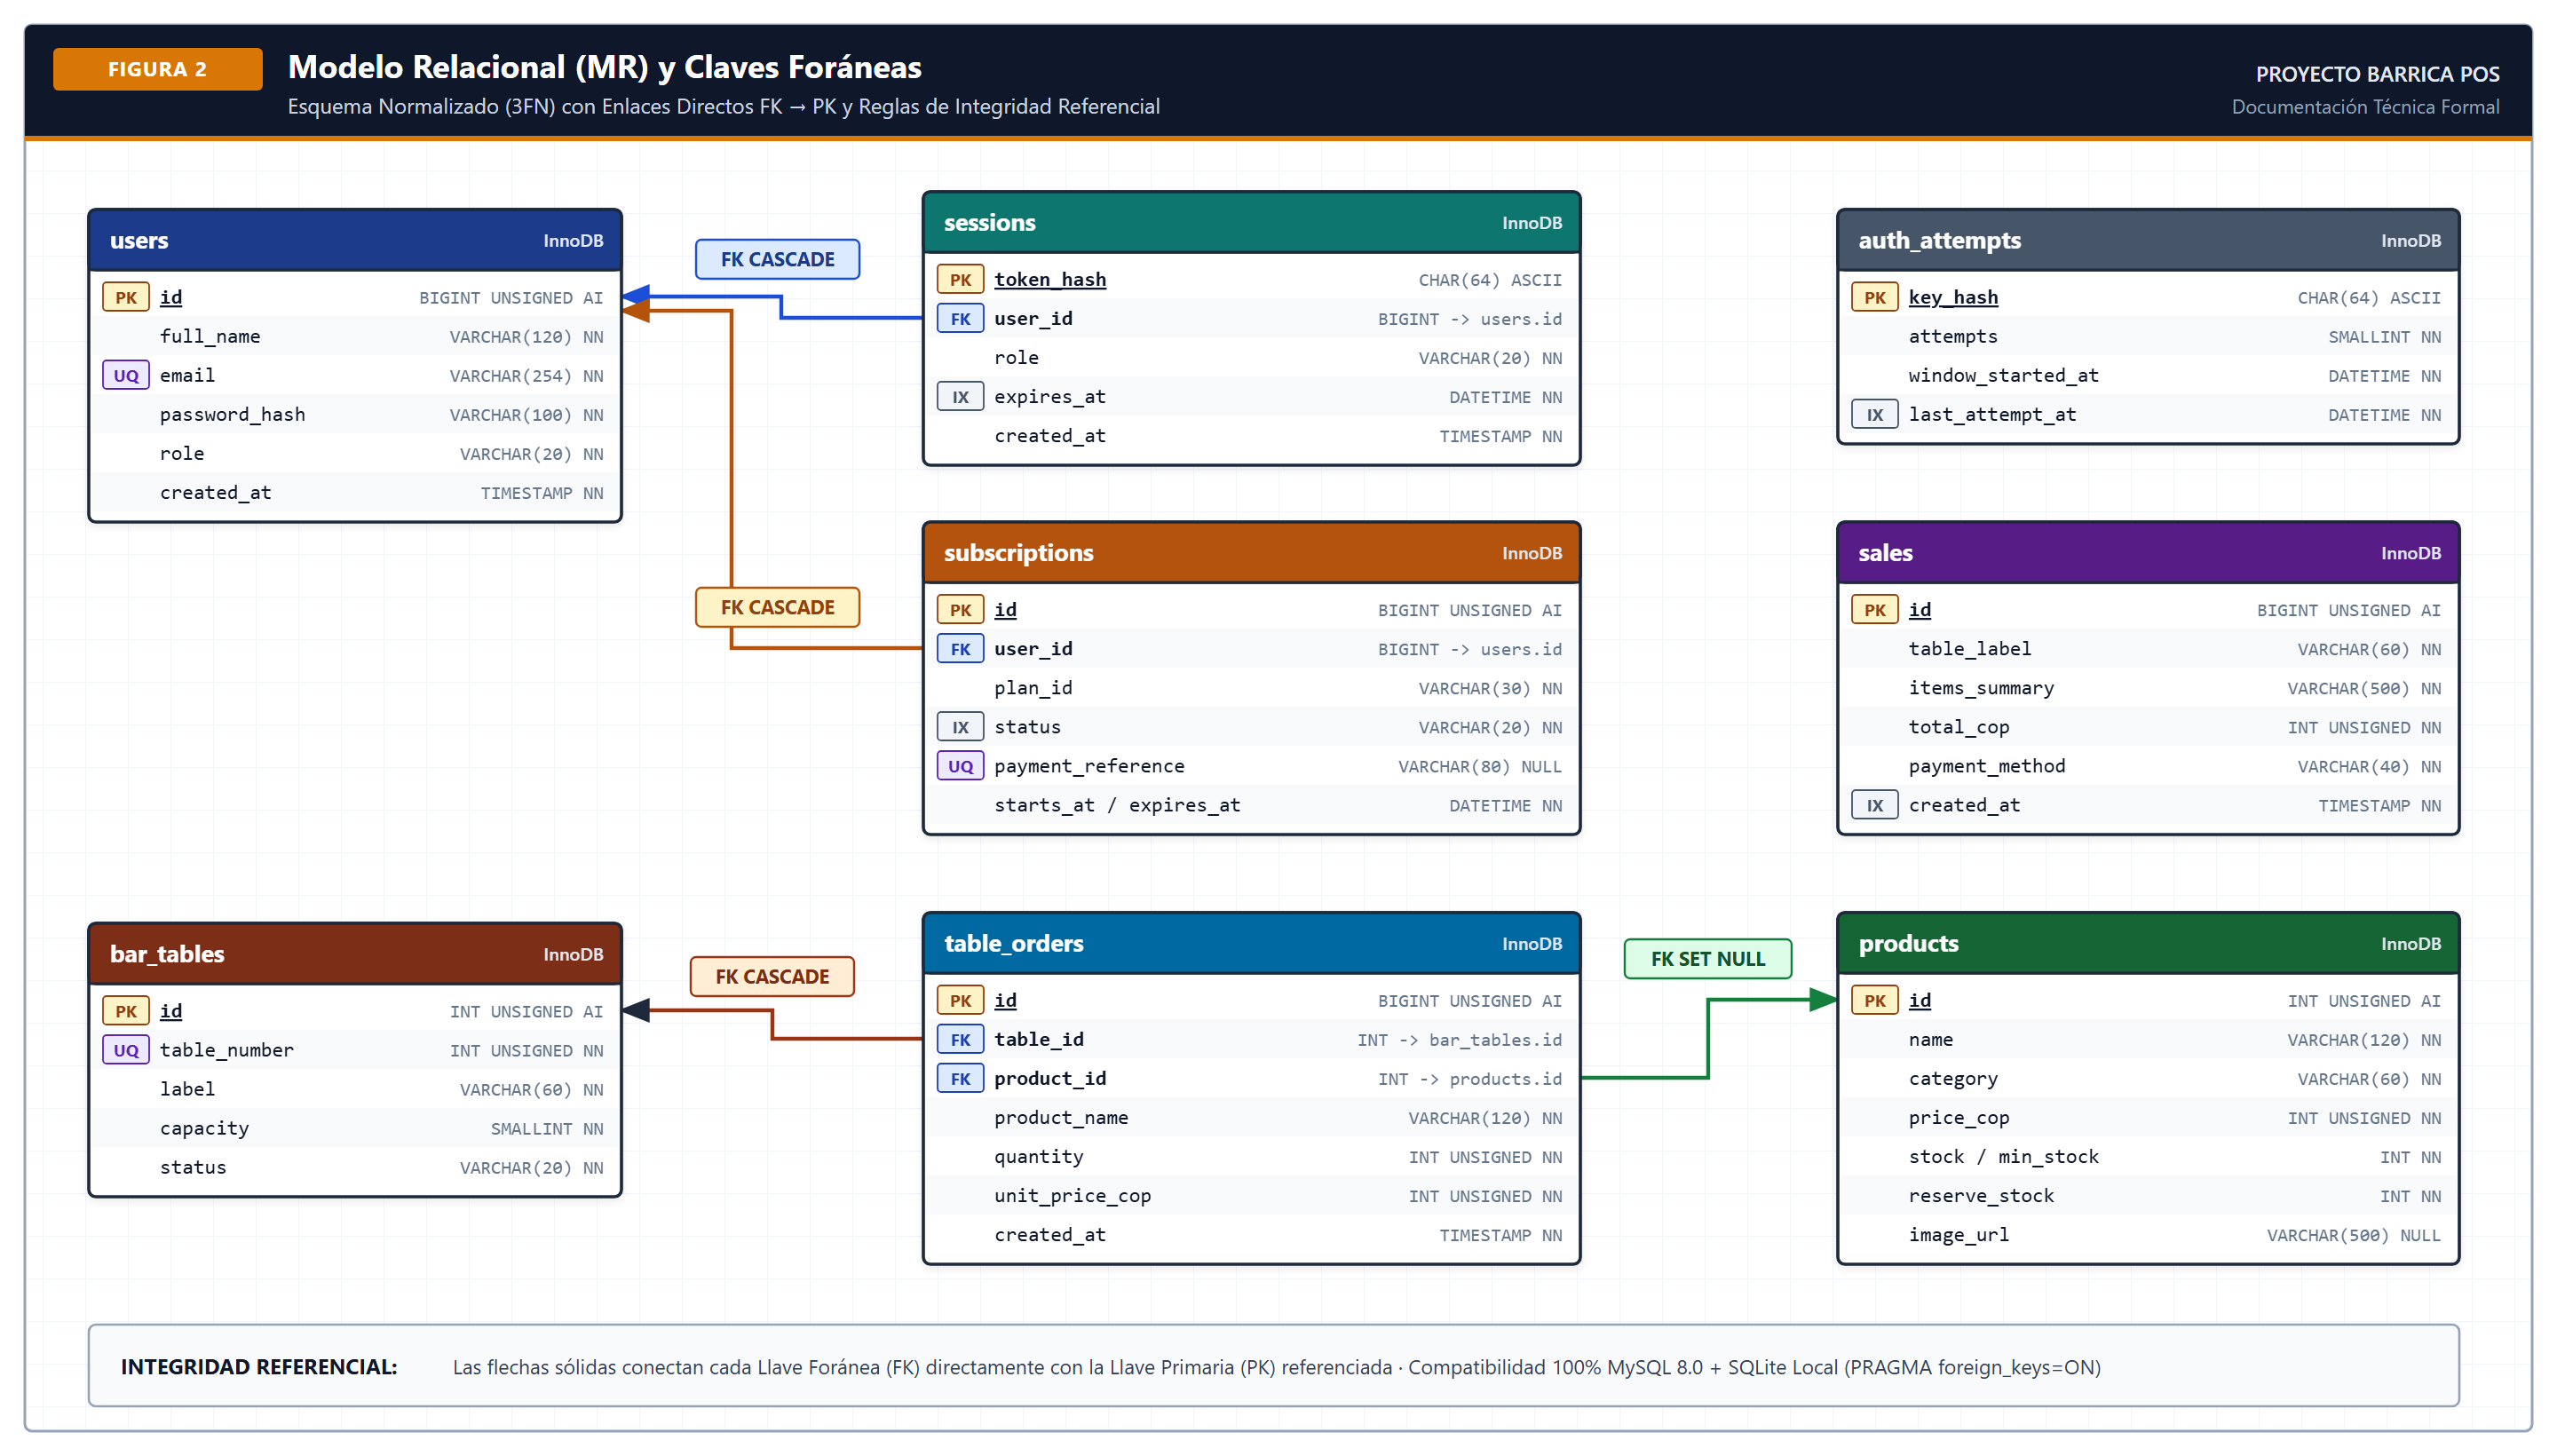 FIGURA 2
Modelo Relacional (MR) y Claves Foráneas
Esquema Normalizado (3FN) con Enlaces Directos FK → PK y Reglas de Integridad Referencial
PROYECTO BARRICA POS
Documentación Técnica Formal
users InnoDB
PK id BIGINT UNSIGNED AI
full_name VARCHAR(120) NN
UQ email VARCHAR(254) NN
password_hash VARCHAR(100) NN
role VARCHAR(20) NN
created_at TIMESTAMP NN
FK CASCADE
sessions InnoDB
PK token_hash CHAR(64) ASCII
FK user_id BIGINT -> users.id
role VARCHAR(20) NN
IX expires_at DATETIME NN
created_at TIMESTAMP NN
auth_attempts InnoDB
PK key_hash CHAR(64) ASCII
attempts SMALLINT NN
window_started_at DATETIME NN
IX last_attempt_at DATETIME NN
FK CASCADE
subscriptions InnoDB
PK id BIGINT UNSIGNED AI
FK user_id BIGINT -> users.id
plan_id VARCHAR(30) NN
IX status VARCHAR(20) NN
UQ payment_reference VARCHAR(80) NULL
starts_at / expires_at DATETIME NN
sales InnoDB
PK id BIGINT UNSIGNED AI
table_label VARCHAR(60) NN
items_summary VARCHAR(500) NN
total_cop INT UNSIGNED NN
payment_method VARCHAR(40) NN
IX created_at TIMESTAMP NN
bar_tables InnoDB
PK id INT UNSIGNED AI
UQ table_number INT UNSIGNED NN
label VARCHAR(60) NN
capacity SMALLINT NN
status VARCHAR(20) NN
FK CASCADE
table_orders InnoDB
PK id BIGINT UNSIGNED AI
FK table_id INT -> bar_tables.id
FK product_id INT -> products.id
product_name VARCHAR(120) NN
quantity INT UNSIGNED NN
unit_price_cop INT UNSIGNED NN
created_at TIMESTAMP NN
FK SET NULL
products InnoDB
PK id INT UNSIGNED AI
name VARCHAR(120) NN
category VARCHAR(60) NN
price_cop INT UNSIGNED NN
stock / min_stock INT NN
reserve_stock INT NN
image_url VARCHAR(500) NULL
INTEGRIDAD REFERENCIAL: Las flechas sólidas conectan cada Llave Foránea (FK) directamente con la Llave Primaria (PK) referenciada · Compatibilidad 100% MySQL 8.0 + SQLite Local (PRAGMA foreign_keys=ON)